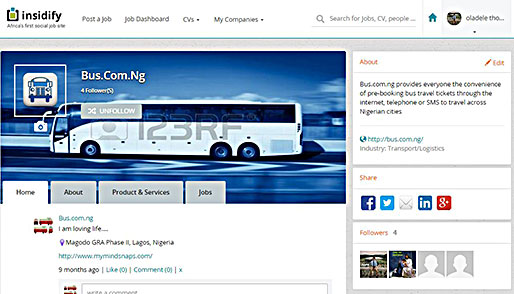 insidify
Africa's first social job site
Post a Job
Job Dashboard
CVs
My Companies
Search for Jobs, CV, people ...
oladele tho...
Bus.Com.Ng
4 Follower(S)
UNFOLLOW
123RF
Home
About
Product & Services
Jobs
Bus.com.ng
I am loving life.....
Magodo GRA Phase II, Lagos, Nigeria
http://www.mymindsnaps.com/
9 months ago | Like (0) | Comment (0) | x
write a comment
About
Edit
Bus.com.ng provides everyone the convenience
of pre-booking bus travel tickets through the
internet, telephone or SMS to travel across
Nigerian cities
http://bus.com.ng/
Industry: Transport/Logistics
Share
Followers 4